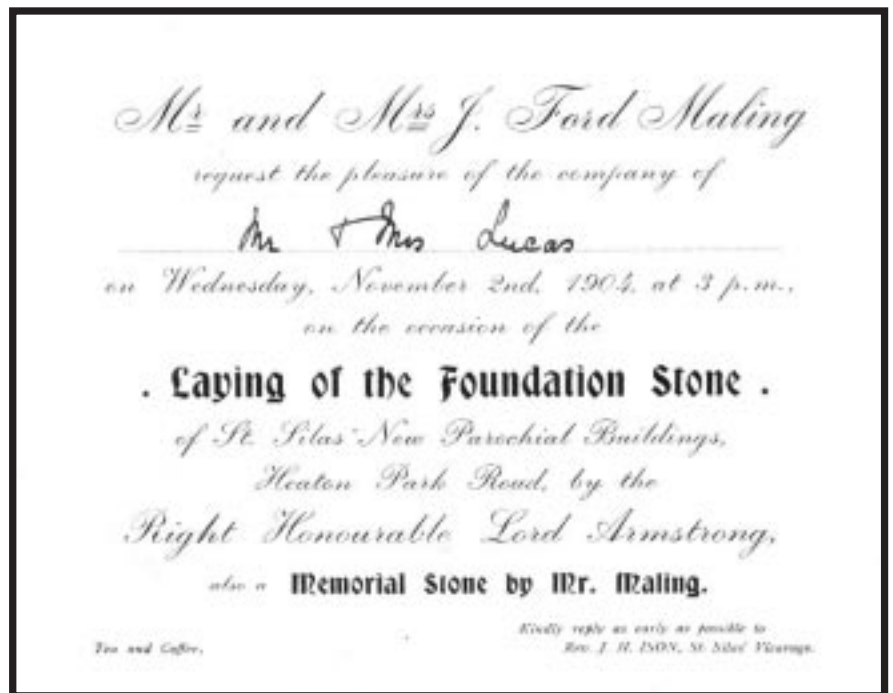 Mr and Mrs J. Ford Maling
request the pleasure of the company of
Mr & Mrs Lucas
on Wednesday, November 2nd, 1904, at 3 p.m.,
on the occasion of the
. Laying of the Foundation Stone .
of St. Silas' New Parochial Buildings,
Heaton Park Road, by the
Right Honourable Lord Armstrong,
also a Memorial Stone by Mr. Maling.
Kindly reply as early as possible to
Tea and Coffee. Rev. J. H. ISON, St. Silas' Vicarage.